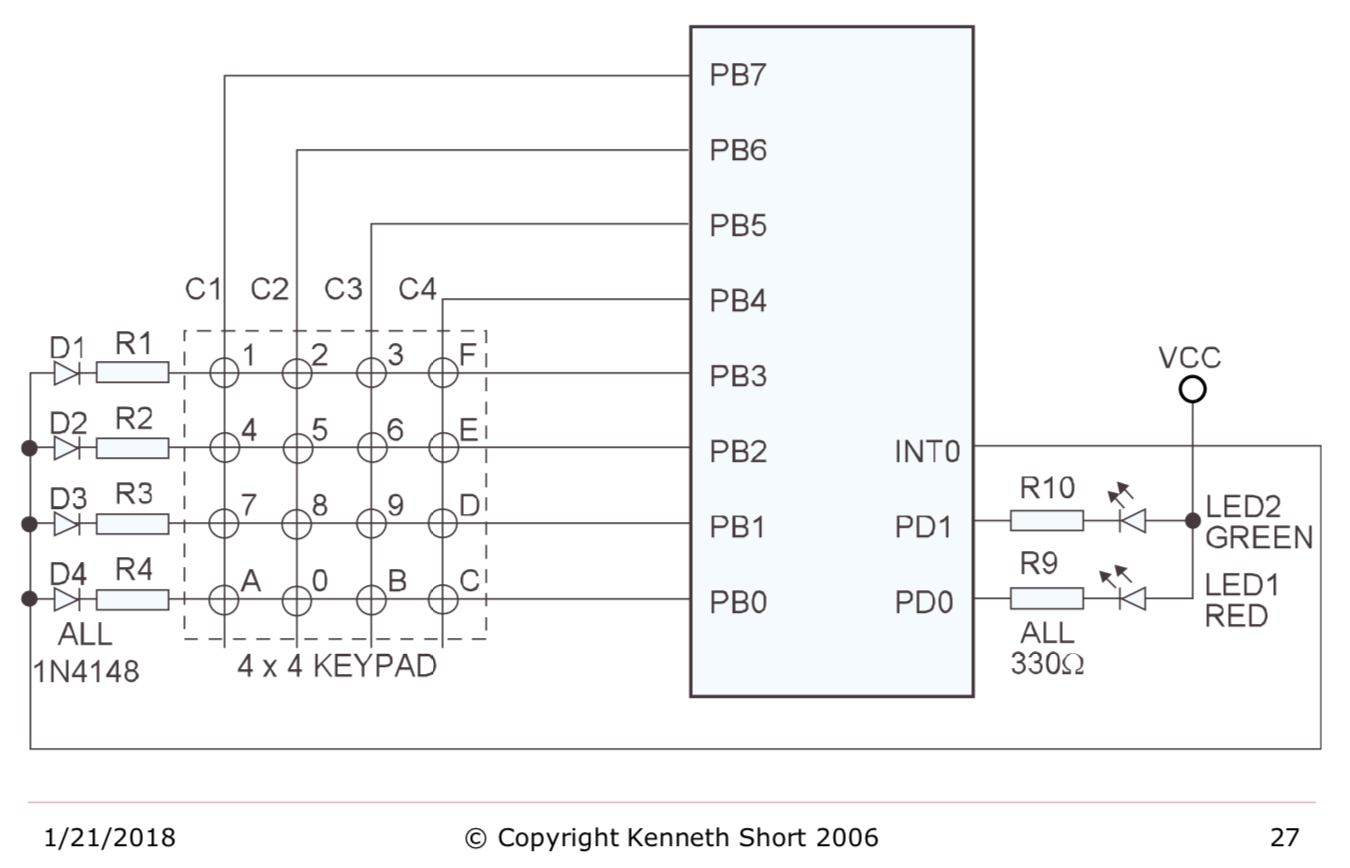 PB7
PB6
PB5
PB4
C1 C2 C3 C4
D1 R1 1 2 3 F PB3
VCC
D2 R2 4 5 6 E PB2 INT0
D3 R3 7 8 9 D PB1 PD1 R10 LED2
GREEN
D4 R4 A 0 B C PB0 PD0 R9 LED1
RED
ALL
1N4148
4 x 4 KEYPAD
ALL
330Ω
1/21/2018 © Copyright Kenneth Short 2006 27